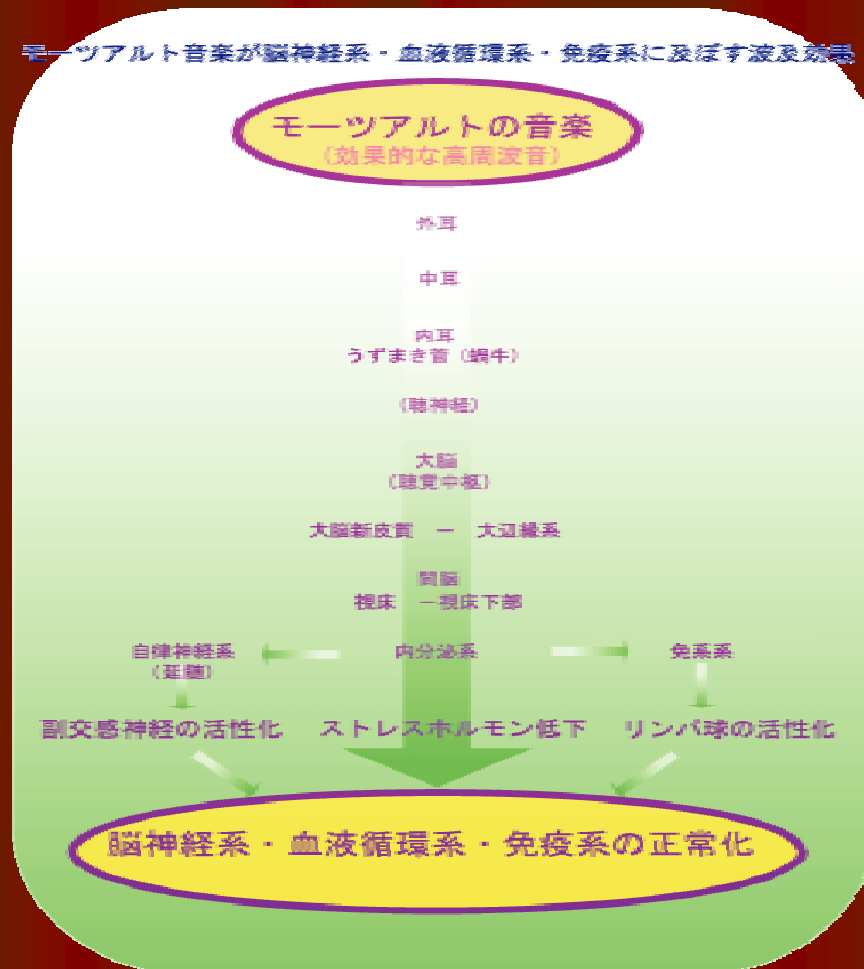 モーツアルト音楽が脳神経系・血液循環系・免疫系に及ぼす波及効果
モーツアルトの音楽
(効果的な高周波音)
外耳
中耳
内耳
うずまき管（蝸牛）
（聴神経）
大脳
（聴覚中枢）
大脳新皮質　ー　大辺縁系
間脳
視床　ー視床下部
自律神経系　内分泌系　免系系
（延髄）
副交感神経の活性化　ストレスホルモン低下　リンパ球の活性化
脳神経系・血液循環系・免疫系の正常化